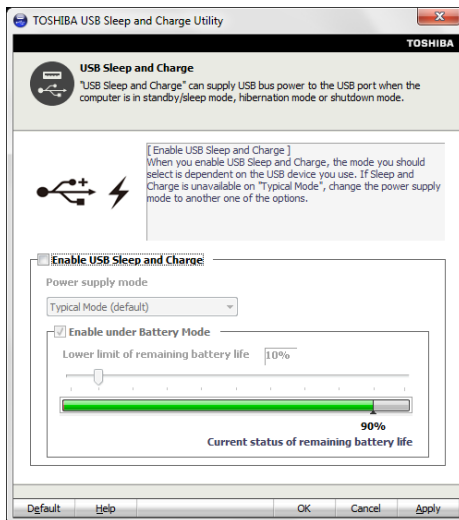 TOSHIBA USB Sleep and Charge Utility
TOSHIBA
USB Sleep and Charge
"USB Sleep and Charge" can supply USB bus power to the USB port when the
computer is in standby/sleep mode, hibernation mode or shutdown mode.
[ Enable USB Sleep and Charge ]
When you enable USB Sleep and Charge, the mode you should
select is dependent on the USB device you use. If Sleep and
Charge is unavailable on "Typical Mode", change the power supply
mode to another one of the options.
Enable USB Sleep and Charge
Power supply mode
Typical Mode (default)
Enable under Battery Mode
Lower limit of remaining battery life 10%
90%
Current status of remaining battery life
Default Help OK Cancel Apply